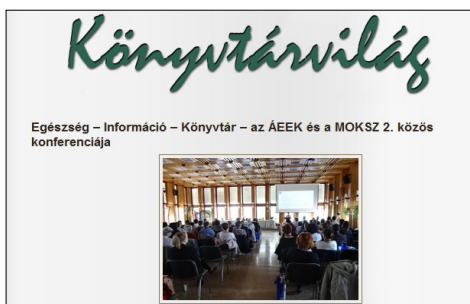 Könyvtárvilág
Egészség – Információ – Könyvtár – az ÁEEK és a MOKSZ 2. közös
konferenciája